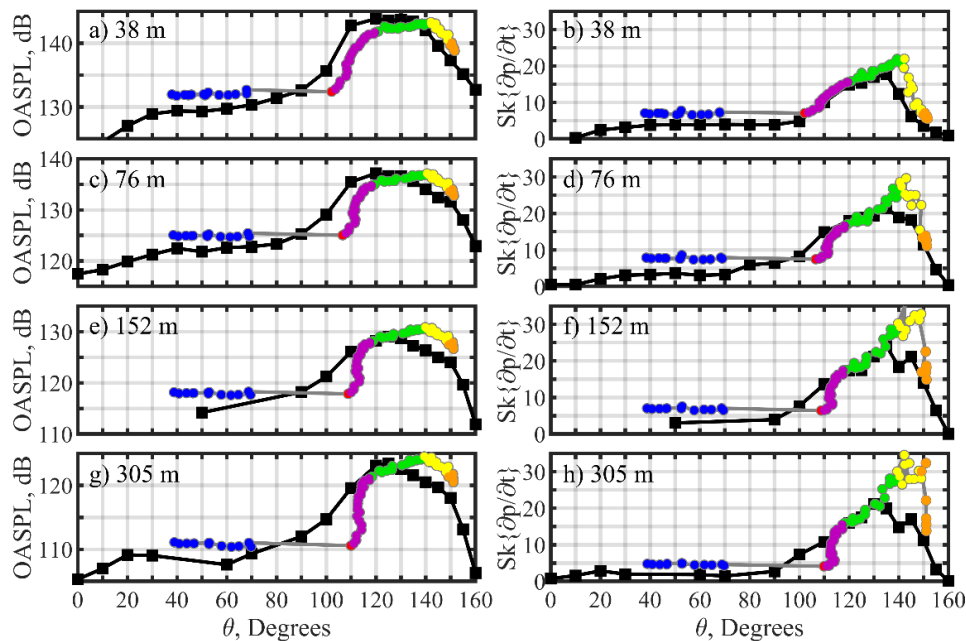 a) 38 m
OASPL, dB
140
130
b) 38 m
Sk{∂p/∂t}
30
20
10
0
c) 76 m
OASPL, dB
140
135
130
125
120
d) 76 m
Sk{∂p/∂t}
30
20
10
0
e) 152 m
OASPL, dB
130
120
110
f) 152 m
Sk{∂p/∂t}
30
20
10
0
g) 305 m
OASPL, dB
120
110
0 20 40 60 80 100 120 140 160
θ, Degrees
h) 305 m
Sk{∂p/∂t}
30
20
10
0
0 20 40 60 80 100 120 140 160
θ, Degrees